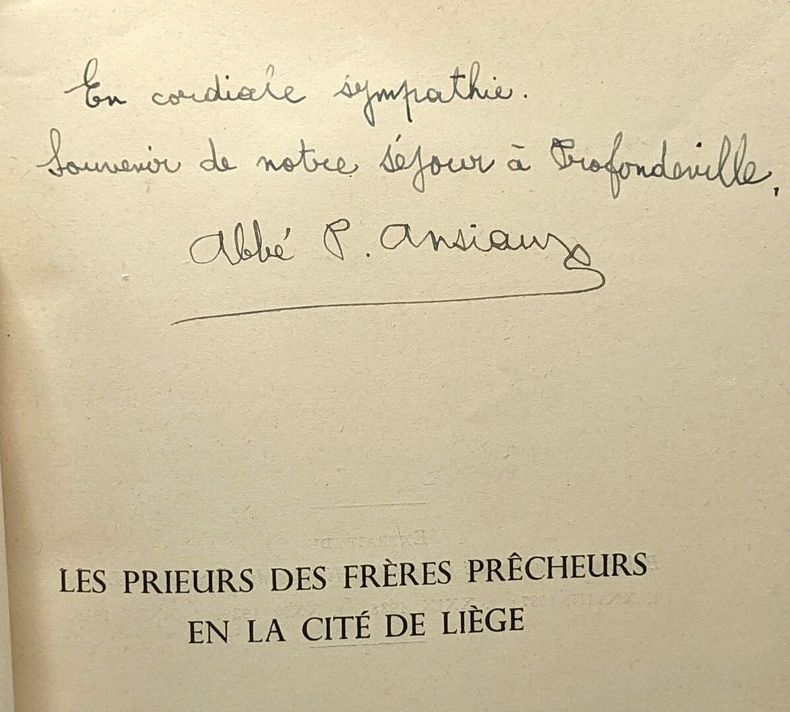 En cordiale sympathie.
Souvenir de notre séjour à Profondeville,
Abbé P. Ansiaux
LES PRIEURS DES FRÈRES PRÊCHEURS
EN LA CITÉ DE LIÈGE